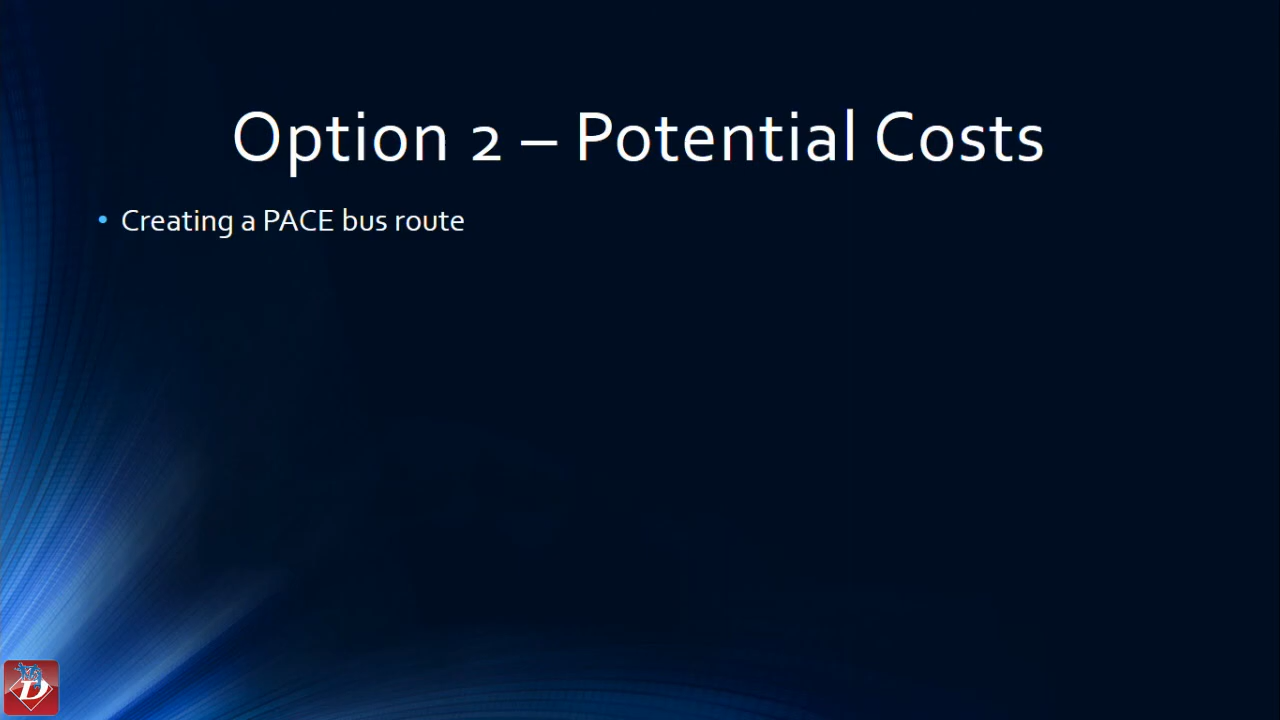 Option 2 – Potential Costs
• Creating a PACE bus route
D